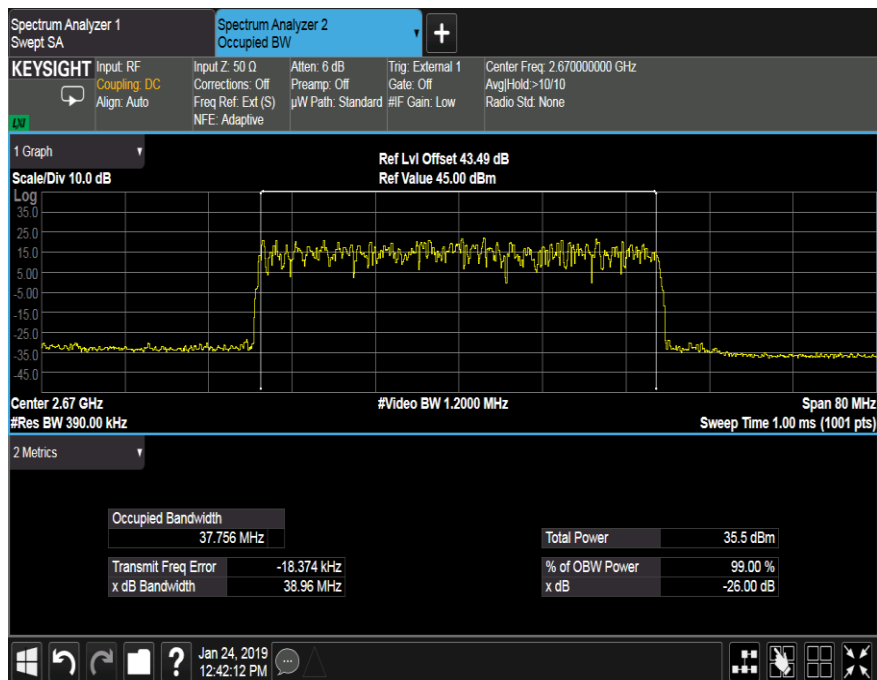 Spectrum Analyzer 1
Swept SA
Spectrum Analyzer 2
Occupied BW
+
KEYSIGHT
Input: RF
Coupling: DC
Align: Auto
Input Z: 50 Ω
Corrections: Off
Freq Ref: Ext (S)
NFE: Adaptive
Atten: 6 dB
Preamp: Off
µW Path: Standard
Trig: External 1
Gate: Off
#IF Gain: Low
Center Freq: 2.670000000 GHz
Avg|Hold:>10/10
Radio Std: None
LXI
1 Graph
Scale/Div 10.0 dB
Ref Lvl Offset 43.49 dB
Ref Value 45.00 dBm
Log
35.0
25.0
15.0
5.00
-5.00
-15.0
-25.0
-35.0
-45.0
Center 2.67 GHz
#Res BW 390.00 kHz
#Video BW 1.2000 MHz
Span 80 MHz
Sweep Time 1.00 ms (1001 pts)
2 Metrics
Occupied Bandwidth
37.756 MHz
Total Power 35.5 dBm
Transmit Freq Error -18.374 kHz
% of OBW Power 99.00 %
x dB Bandwidth 38.96 MHz
x dB -26.00 dB
?
Jan 24, 2019
12:42:12 PM